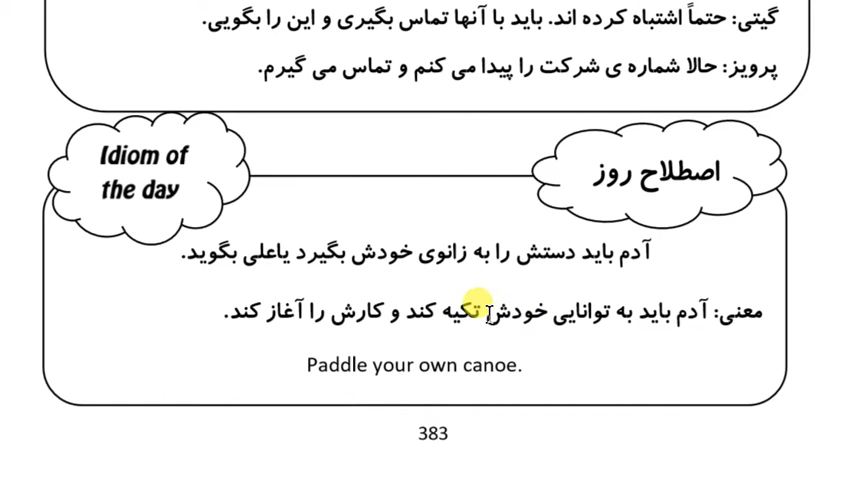 گیتی: حتماً اشتباه کرده اند. باید با آنها تماس بگیری و این را بگویی.
پرویز: حالا شماره ی شرکت را پیدا می کنم و تماس می گیرم.
Idiom of
the day
اصطلاح روز
آدم باید دستش را به زانوی خودش بگیرد یاعلی بگوید.
معنی: آدم باید به توانایی خودش تکیه کند و کارش را آغاز کند.
Paddle your own canoe.
383